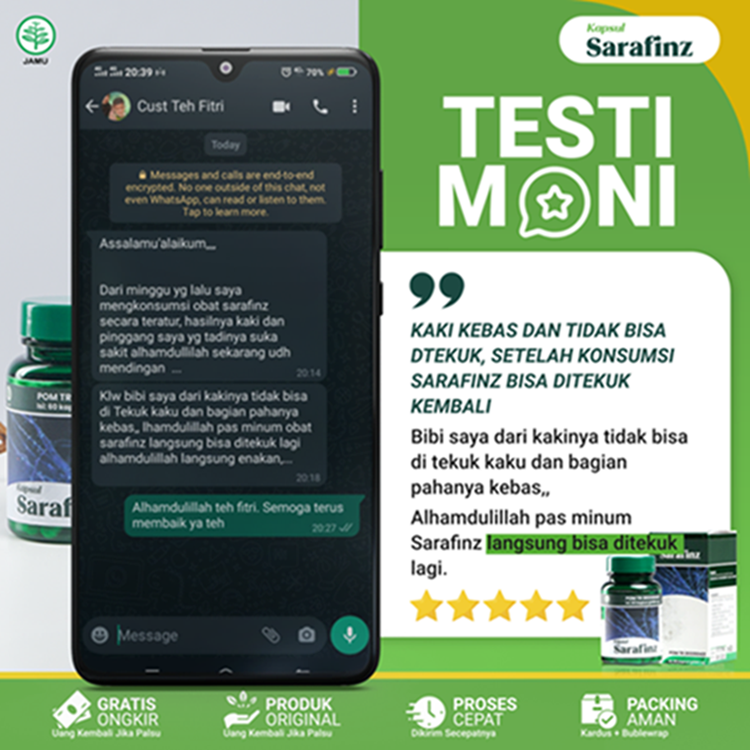 JAMU
Kapsul
Sarafinz
TESTI
MONI
20:39
70%
Cust Teh Fitri
Today
Messages and calls are end-to-end
encrypted. No one outside of this chat, not
even WhatsApp, can read or listen to them.
Tap to learn more.
Assalamu'alaikum,,,,
Dari minggu yg lalu saya
mengkonsumsi obat sarafinz
secara teratur, hasilnya kaki dan
pinggang saya yg tadinya suka
sakit alhamdullilah sekarang udh
mendingan ...
20:14
Klw bibi saya dari kakinya tidak bisa
di Tekuk kaku dan bagian pahanya
kebas,, lhamdulillah pas minum obat
sarafinz langsung bisa ditekuk lagi
alhamdulillah langsung enakan,...
20:18
Alhamdulillah teh fitri. Semoga terus
membaik ya teh
20:27
Message
KAKI KEBAS DAN TIDAK BISA
DTEKUK, SETELAH KONSUMSI
SARAFINZ BISA DITEKUK
KEMBALI
Bibi saya dari kakinya tidak bisa
di tekuk kaku dan bagian
pahanya kebas,,
Alhamdulillah pas minum
Sarafinz langsung bisa ditekuk
lagi.
POM TR
Isi: 60 kap
Kapsul
Saraf
Kapsul
Sarafinz
GRATIS
ONGKIR
Uang Kembali Jika Palsu
PRODUK
ORIGINAL
Uang Kembali Jika Palsu
PROSES
CEPAT
Dikirim Secepatnya
PACKING
AMAN
Kardus + Bublewrap